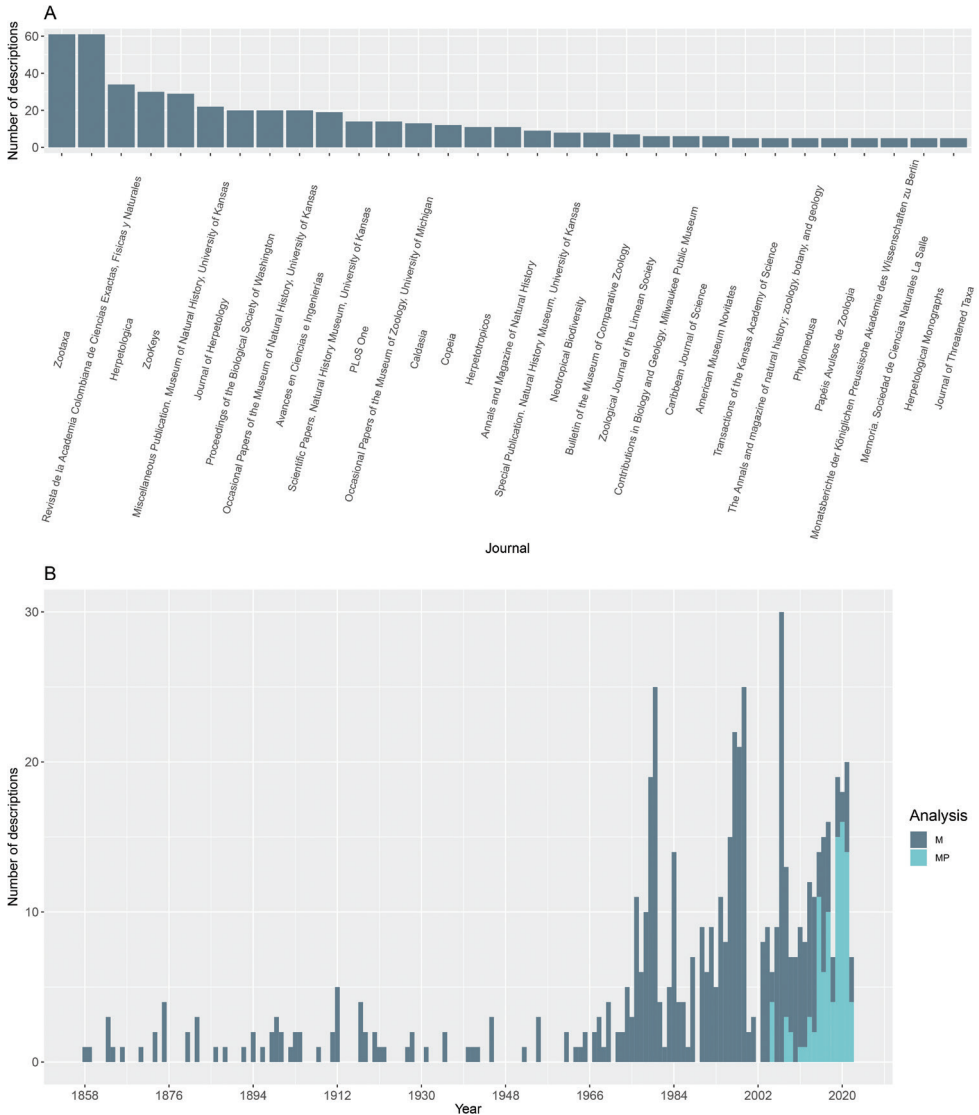 A
Number of descriptions
60
40
20
0
Zootaxa
Revista de la Academia Colombiana de Ciencias Exactas, Físicas y Naturales
Herpetologica
ZooKeys
Miscellaneous Publication. Museum of Natural History, University of Kansas
Journal of Herpetology
Proceedings of the Biological Society of Washington
Occasional Papers of the Museum of Natural History, University of Kansas
Avances en Ciencias e Ingenierías
Scientific Papers. Natural History Museum, University of Kansas
PLoS One
Occasional Papers of the Museum of Zoology, University of Michigan
Caldasia
Copeia
Herpetotropicos
Annals and Magazine of Natural History
Special Publication. Natural History Museum, University of Kansas
Neotropical Biodiversity
Bulletin of the Museum of Comparative Zoology
Zoological Journal of the Linnean Society
Contributions in Biology and Geology. Milwaukee Public Museum
Caribbean Journal of Science
American Museum Novitates
Transactions of the Kansas Academy of Science
The Annals and magazine of natural history; zoology, botany, and geology
Phyllomedusa
Papéis Avulsos de Zoologia
Monatsberichte der Königlichen Preussische Akademie des Wissenschaften zu Berlin
Memoria. Sociedad de Ciencias Naturales La Salle
Herpetological Monographs
Journal of Threatened Taxa
Journal
B
Number of descriptions
30
20
10
0
1858 1876 1894 1912 1930 1948 1966 1984 2002 2020
Year
Analysis
M
MP